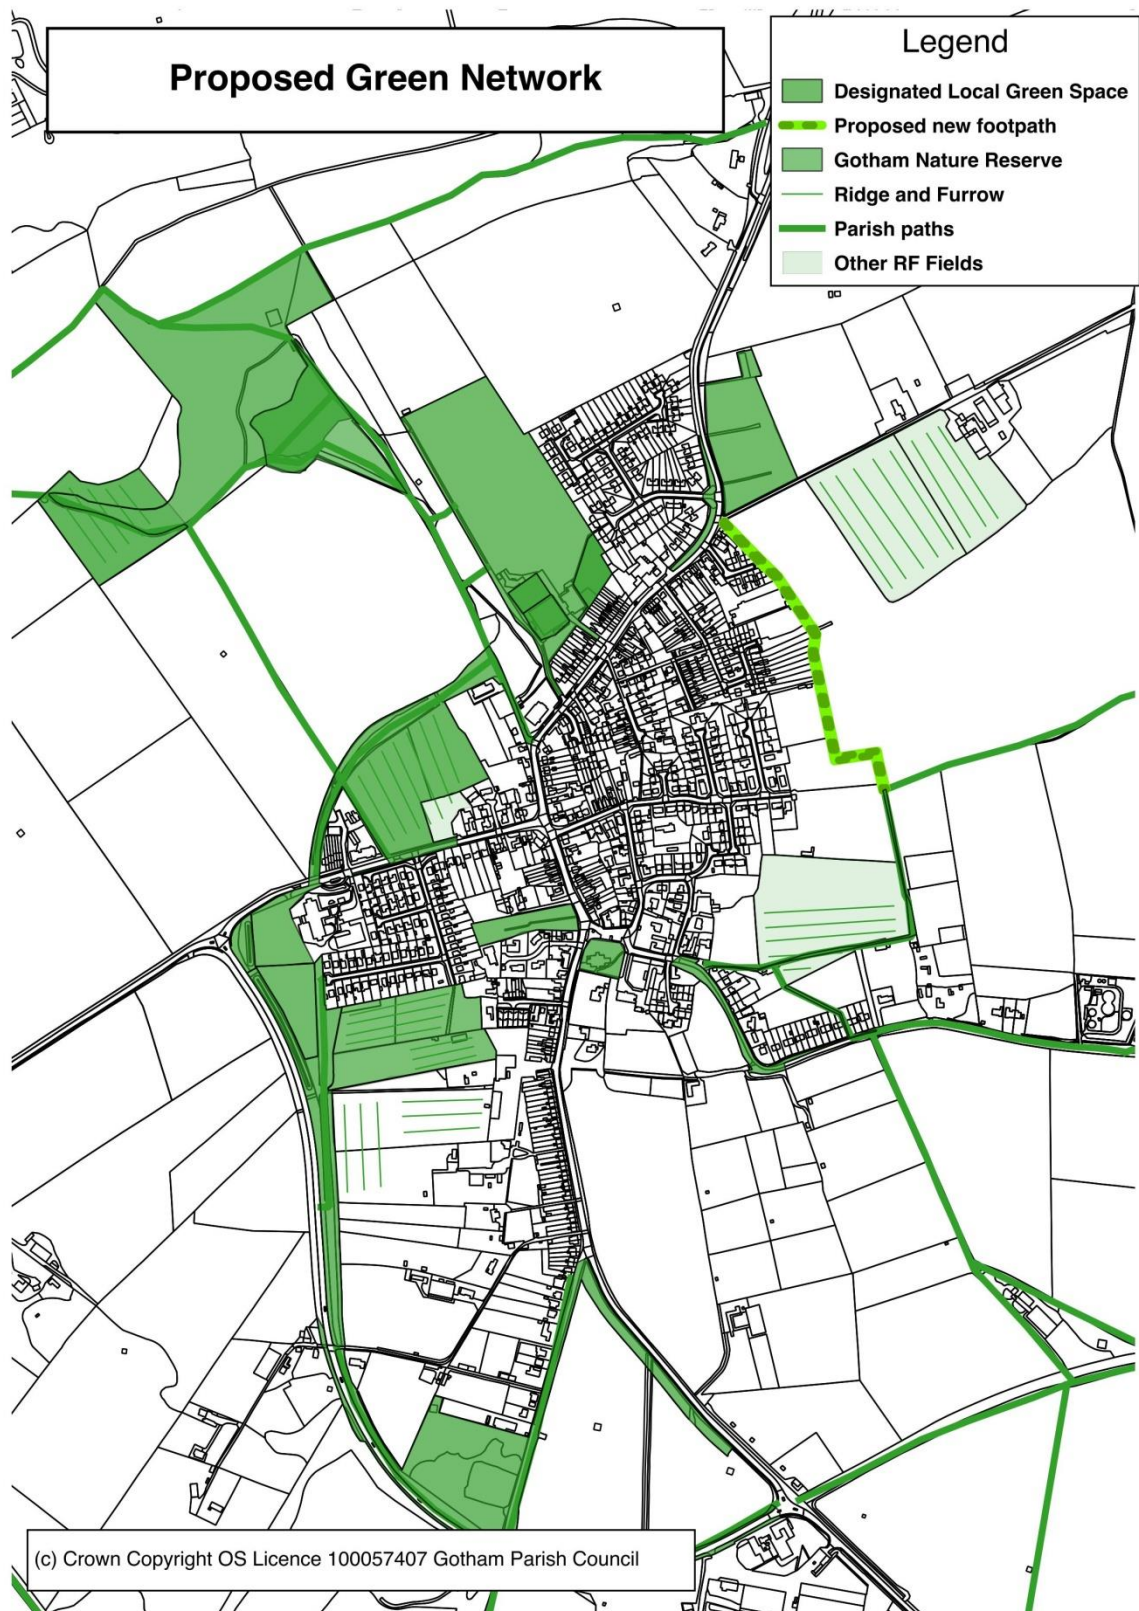 Proposed Green Network
Legend
Designated Local Green Space
Proposed new footpath
Gotham Nature Reserve
Ridge and Furrow
Parish paths
Other RF Fields
(c) Crown Copyright OS Licence 100057407 Gotham Parish Council